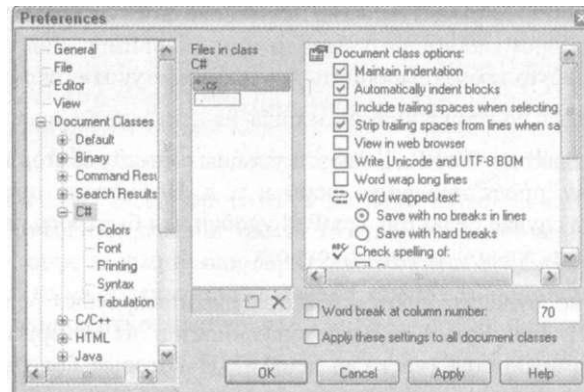 Preferences
General
File
Editor
View
Document Classes
Default
Binary
Command Resu
Search Results
C#
Colors
Font
Printing
Syntax
Tabulation
C/C++
HTML
Java
Files in class
C#
*.cs
Document class options:
Maintain indentation
Automatically indent blocks
Include trailing spaces when selecting
Strip trailing spaces from lines when sa
View in web browser
Write Unicode and UTF-8 BOM
Word wrap long lines
Word wrapped text:
Save with no breaks in lines
Save with hard breaks
Check spelling of:
Word break at column number: 70
Apply these settings to all document classes
OK Cancel Apply Help